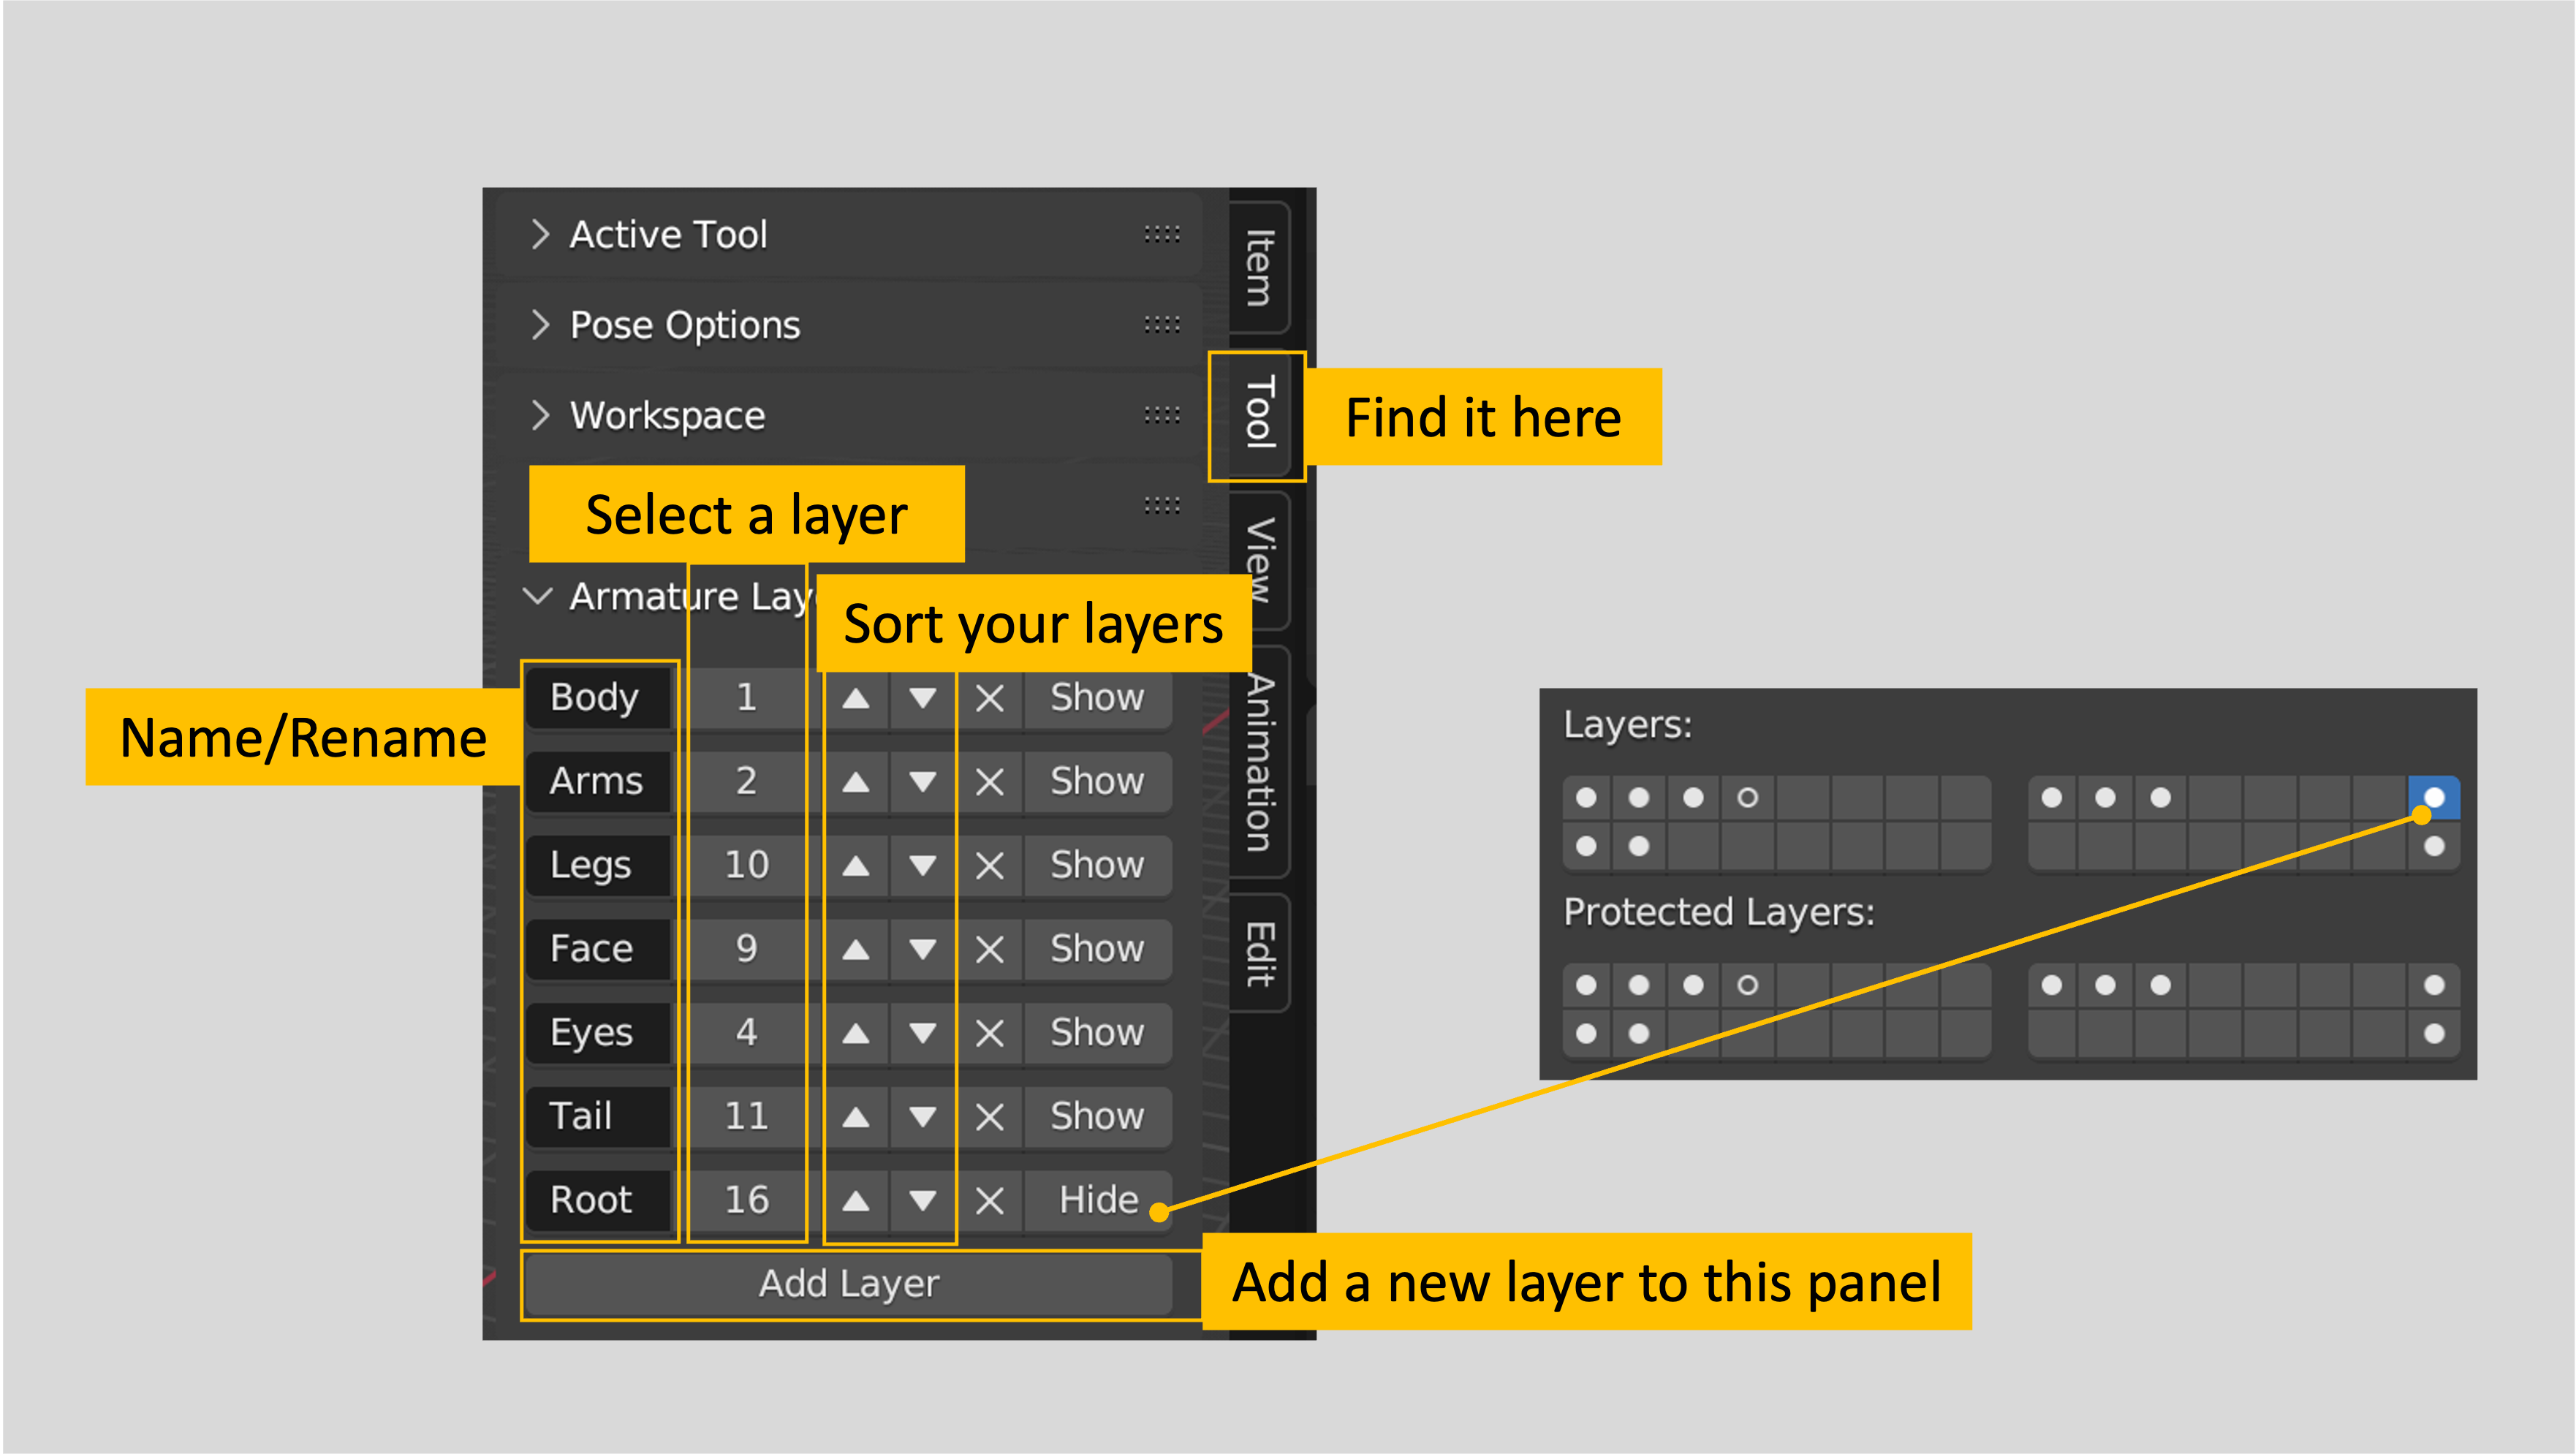 Active Tool
Pose Options
Workspace
Item
Tool
View
Animation
Edit
Find it here
Select a layer
Sort your layers
Name/Rename
Body 1 Show
Arms 2 Show
Legs 10 Show
Face 9 Show
Eyes 4 Show
Tail 11 Show
Root 16 Hide
Add Layer
Add a new layer to this panel
Armature
Layers:
Protected Layers: